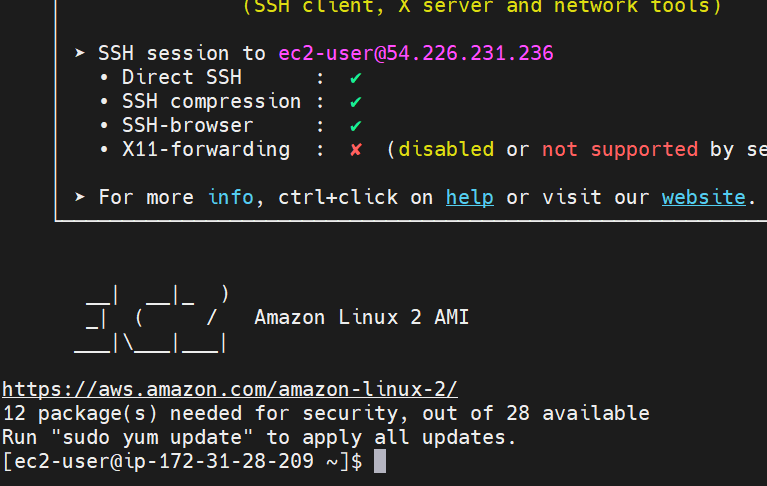 (SSH client, X server and network tools)
➤ SSH session to ec2-user@54.226.231.236
• Direct SSH      :  ✔
• SSH compression :  ✔
• SSH-browser     :  ✔
• X11-forwarding  :  ✘  (disabled or not supported by se
➤ For more info, ctrl+click on help or visit our website.
__|  __|_  )
_|  (     /   Amazon Linux 2 AMI
___|\___|___|
https://aws.amazon.com/amazon-linux-2/
12 package(s) needed for security, out of 28 available
Run "sudo yum update" to apply all updates.
[ec2-user@ip-172-31-28-209 ~]$